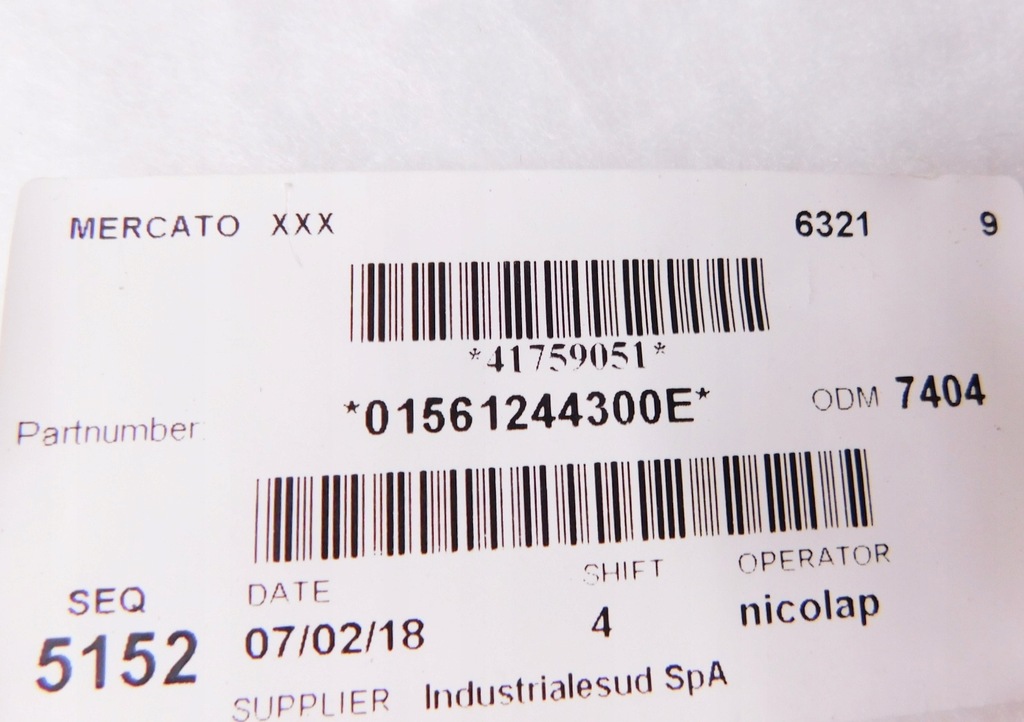 MERCATO XXX 6321 9
*41759051*
Partnumber: *01561244300E* ODM 7404
SEQ DATE SHIFT OPERATOR
5152 07/02/18 4 nicolap
SUPPLIER Industrialesud SpA